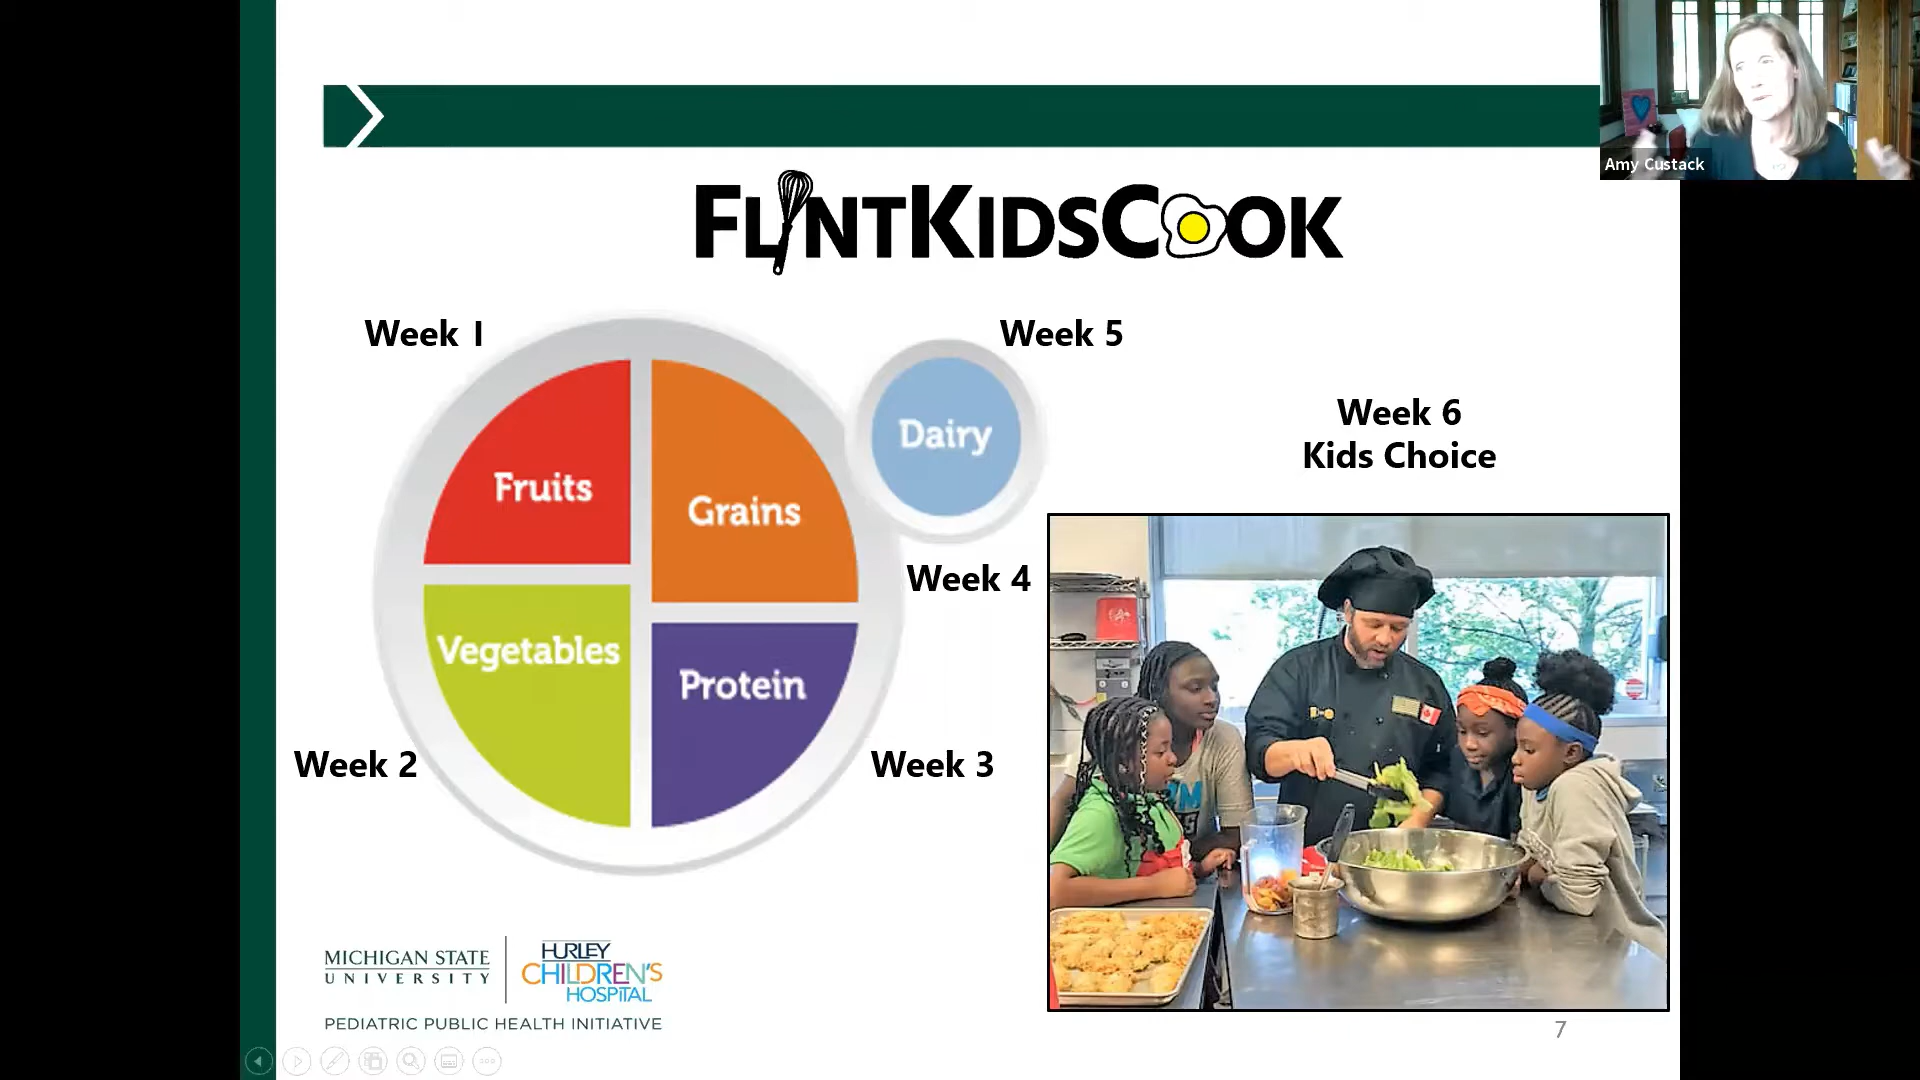 Amy Custack
FLINTKIDSCOOK
Week 1
Week 5
Dairy
Week 6
Kids Choice
Fruits
Grains
Week 4
Vegetables
Protein
Week 2
Week 3
MICHIGAN STATE
UNIVERSITY
HURLEY
CHILDREN'S
HOSPITAL
PEDIATRIC PUBLIC HEALTH INITIATIVE
7